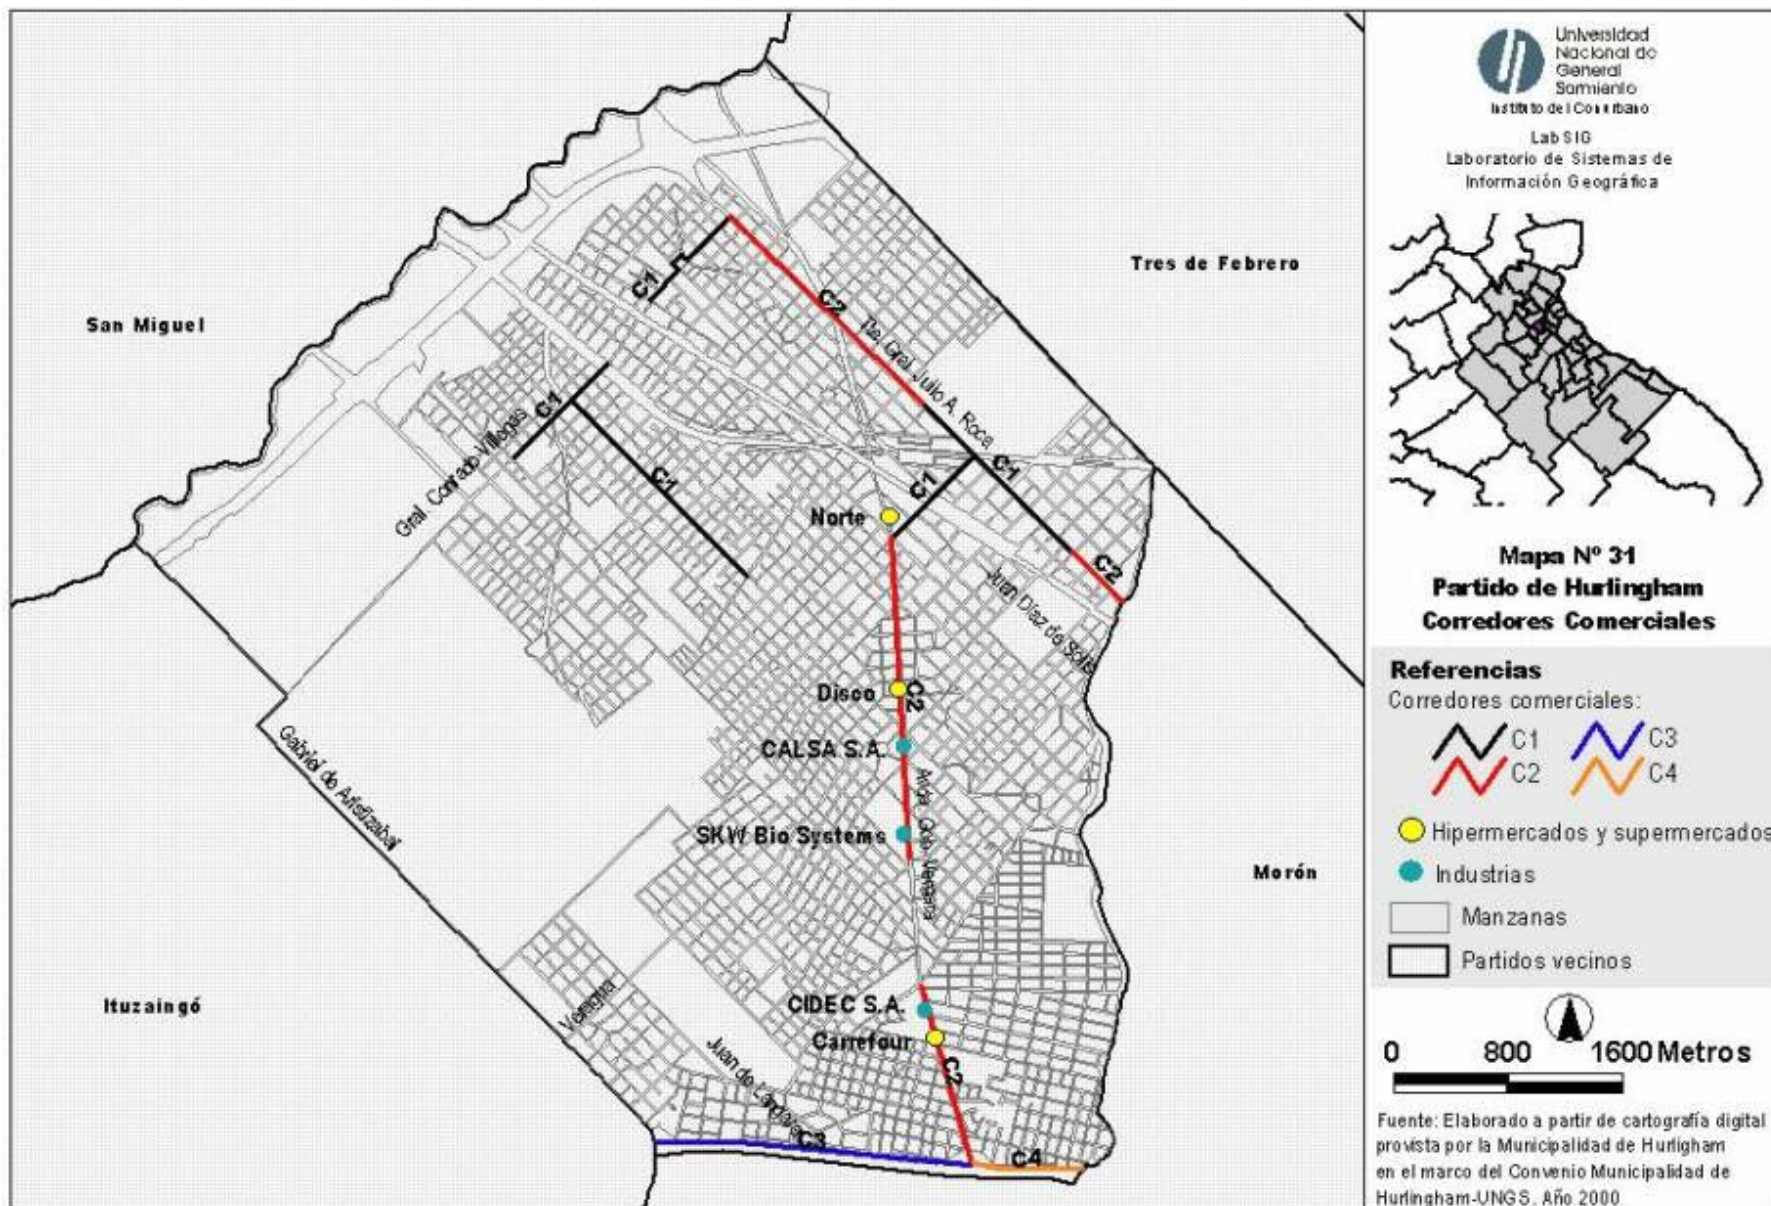 Universidad
Nacional de
General
Sarmiento
Instituto del Conurbano
Lab SIG
Laboratorio de Sistemas de
Información Geográfica
Mapa Nº 31
Partido de Hurlingham
Corredores Comerciales
Referencias
Corredores comerciales:
C1
C3
C2
C4
Hipermercados y supermercados
Industrias
Manzanas
Partidos vecinos
0 800 1600 Metros
Fuente: Elaborado a partir de cartografía digital
provista por la Municipalidad de Hurligham
en el marco del Convenio Municipalidad de
Hurlingham-UNGS. Año 2000
Tres de Febrero
San Miguel
C1
C2
Tte. Gral. Julio A. Roca
C1
Gral. Conrado Villegas
C1
C1
C1
Norte
C2
Juan Díaz de Solís
Disco
C2
CALSA S.A.
Gabriel de Aristizabal
SKW Bio Systems
Avda. Gob. Vergara
Morón
Ituzaingó
Veragua
CIDEC S.A.
Carrefour
C2
Juan de
C3
C4